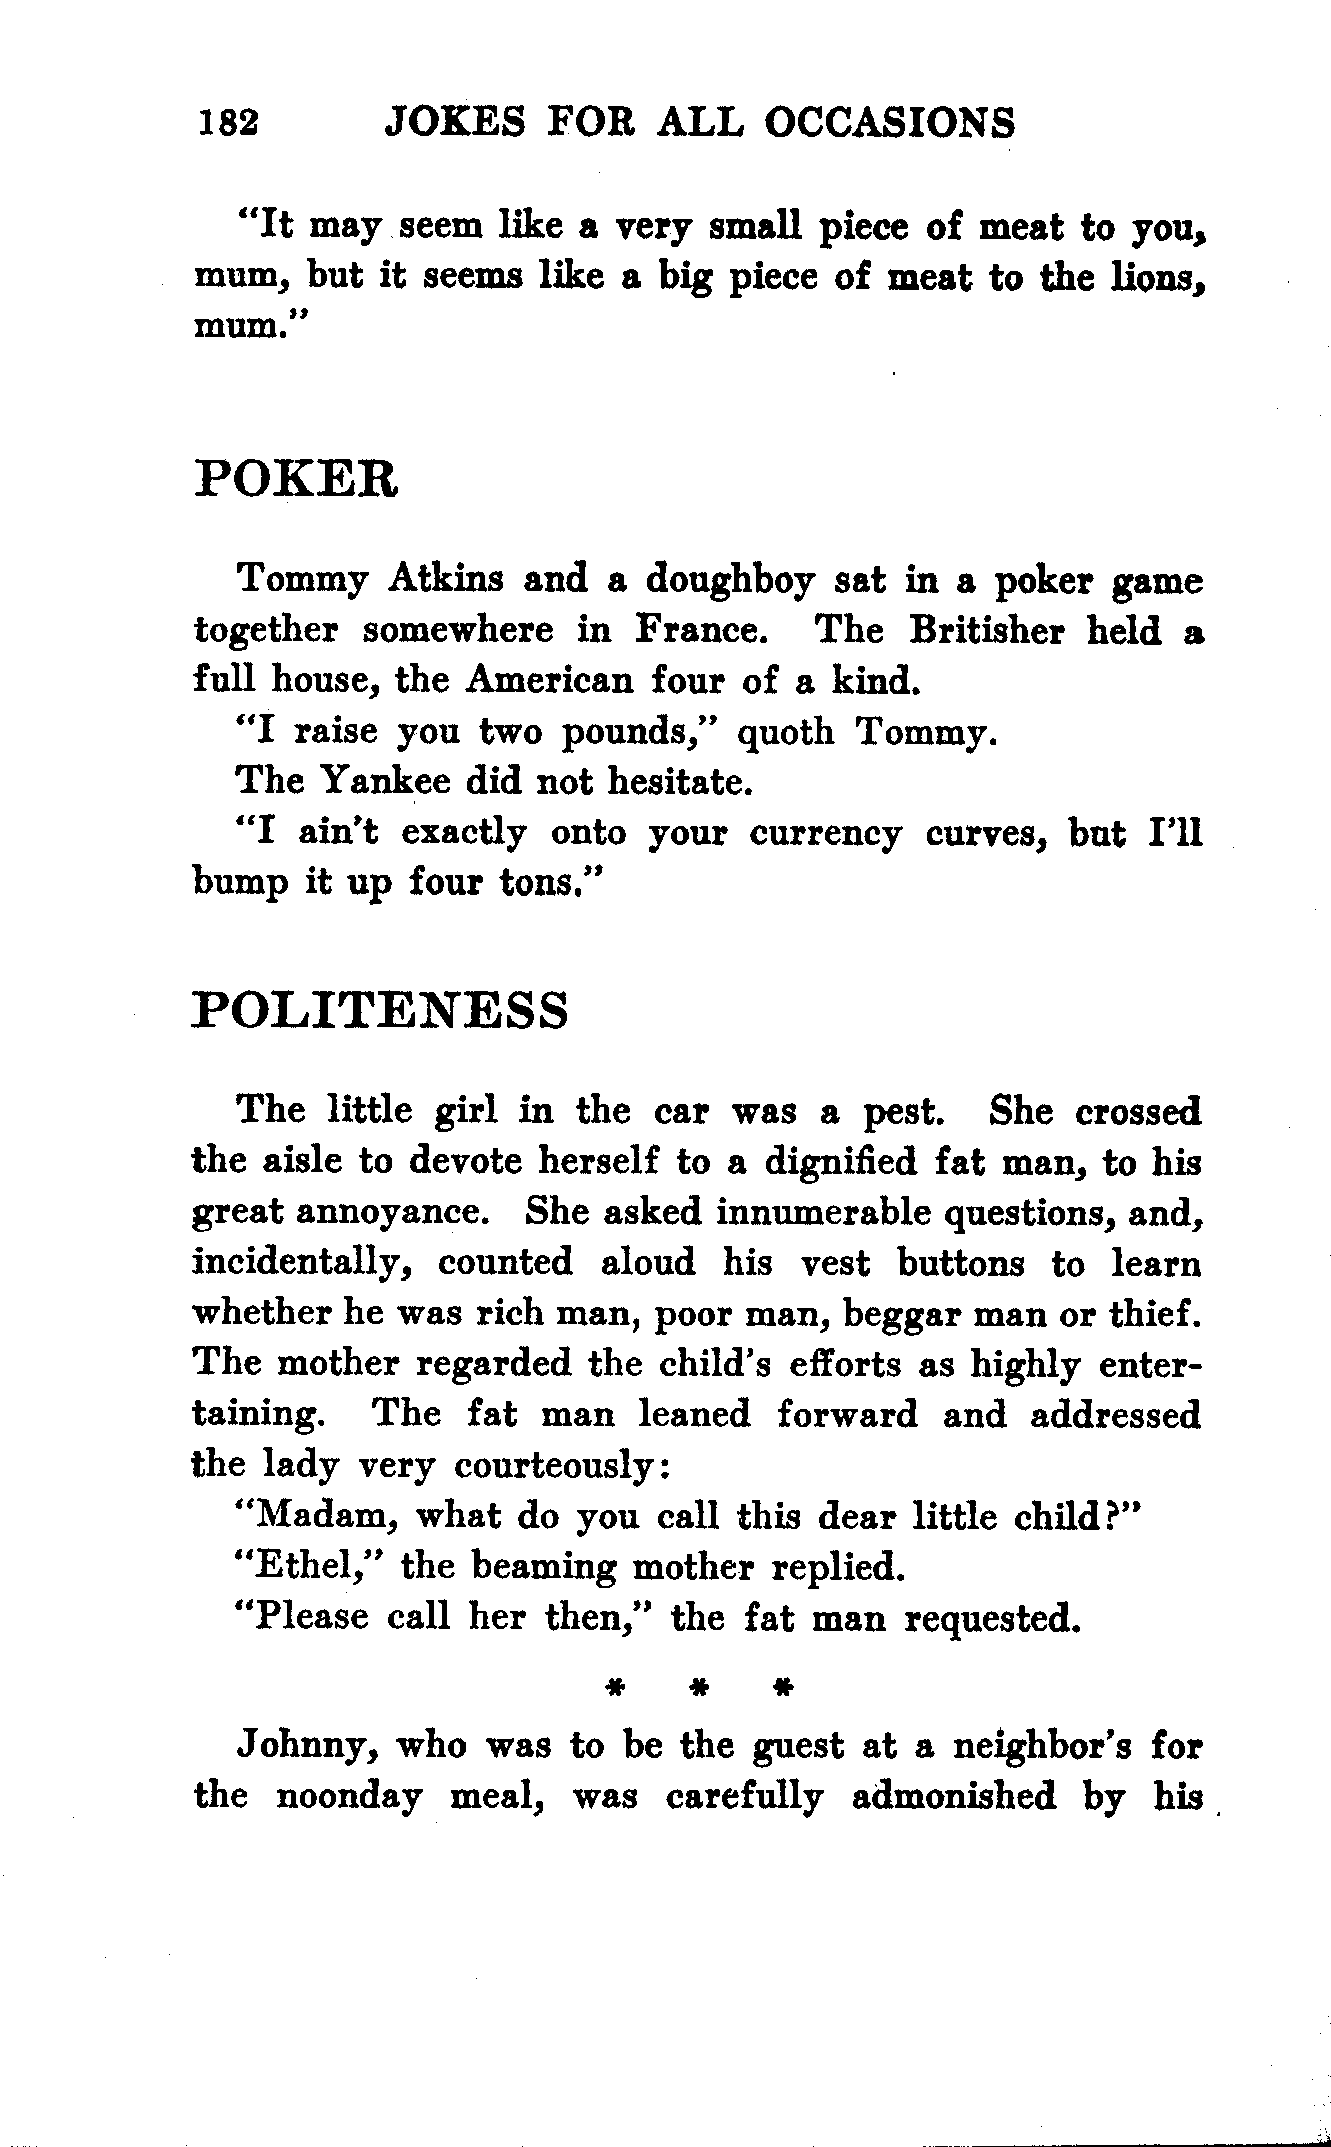 182 JOKES FOR ALL OCCASIONS
"It may seem like a very small piece of meat to you,
mum, but it seems like a big piece of meat to the lions,
mum."
POKER
Tommy Atkins and a doughboy sat in a poker game
together somewhere in France. The Britisher held a
full house, the American four of a kind.
"I raise you two pounds," quoth Tommy.
The Yankee did not hesitate.
"I ain't exactly onto your currency curves, but I'll
bump it up four tons."
POLITENESS
The little girl in the car was a pest. She crossed
the aisle to devote herself to a dignified fat man, to his
great annoyance. She asked innumerable questions, and,
incidentally, counted aloud his vest buttons to learn
whether he was rich man, poor man, beggar man or thief.
The mother regarded the child's efforts as highly enter-
taining. The fat man leaned forward and addressed
the lady very courteously:
"Madam, what do you call this dear little child?"
"Ethel," the beaming mother replied.
"Please call her then," the fat man requested.
* * *
Johnny, who was to be the guest at a neighbor's for
the noonday meal, was carefully admonished by his